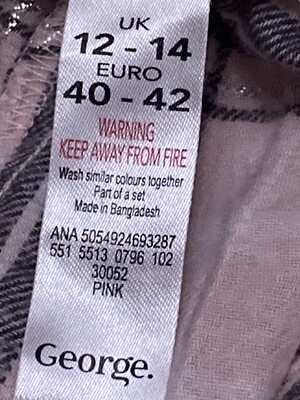 UK
12 - 14
EURO
40 - 42
WARNING
KEEP AWAY FROM FIRE
Wash similar colours together
Part of a set
Made in Bangladesh
ANA 5054924693287
551 5513 0796 102
30052
PINK
George.